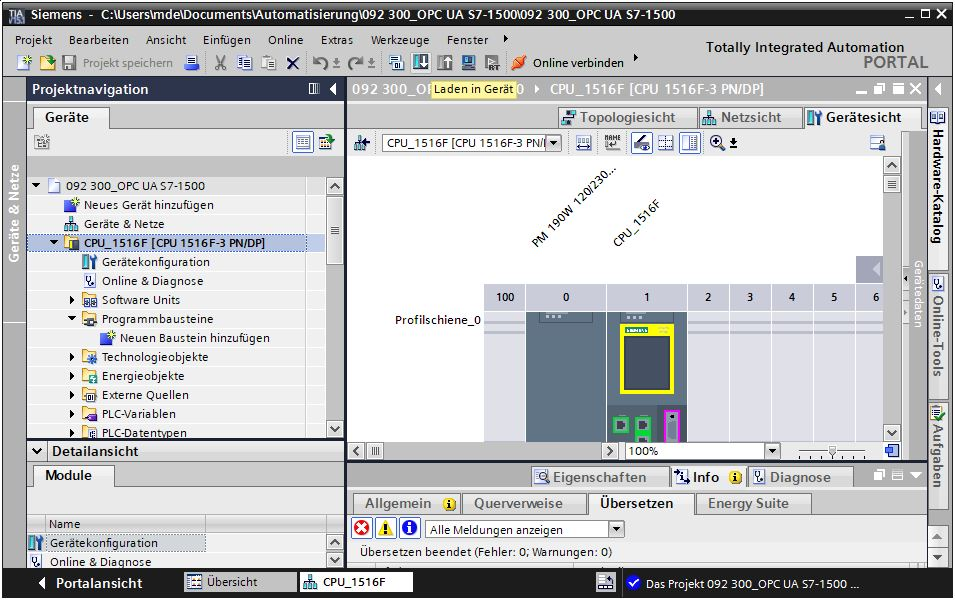 Siemens - C:\Users\mde\Documents\Automatisierung\092 300_OPC UA S7-1500\092 300_OPC UA S7-1500
Projekt Bearbeiten Ansicht Einfügen Online Extras Werkzeuge Fenster
Projekt speichern
Online verbinden
Totally Integrated Automation
PORTAL
Projektnavigation
Laden in Gerät
092 300_OP 0 CPU_1516F [CPU 1516F-3 PN/DP]
Geräte
Topologiesicht
Netzsicht
Gerätesicht
Geräte & Netze
092 300_OPC UA S7-1500
Neues Gerät hinzufügen
Geräte & Netze
CPU_1516F [CPU 1516F-3 PN/DP]
Gerätekonfiguration
Online & Diagnose
Software Units
Programmbausteine
Neuen Baustein hinzufügen
Technologieobjekte
Energieobjekte
Externe Quellen
PLC-Variablen
PLC-Datentypen
CPU_1516F [CPU 1516F-3 PN/
NAME
PM 190W 120/230...
CPU_1516F
100 0 1 2 3 4 5 6
Profilschiene_0
SIEMENS
100%
Gerätedaten
Hardware-Katalog
Online-Tools
Aufgaben
Detailansicht
Module
Name
Gerätekonfiguration
Online & Diagnose
Eigenschaften
Info
Diagnose
Allgemein
Querverweise
Übersetzen
Energy Suite
Alle Meldungen anzeigen
Übersetzen beendet (Fehler: 0; Warnungen: 0)
Portalansicht
Übersicht
CPU_1516F
Das Projekt 092 300_OPC UA S7-1500 ...